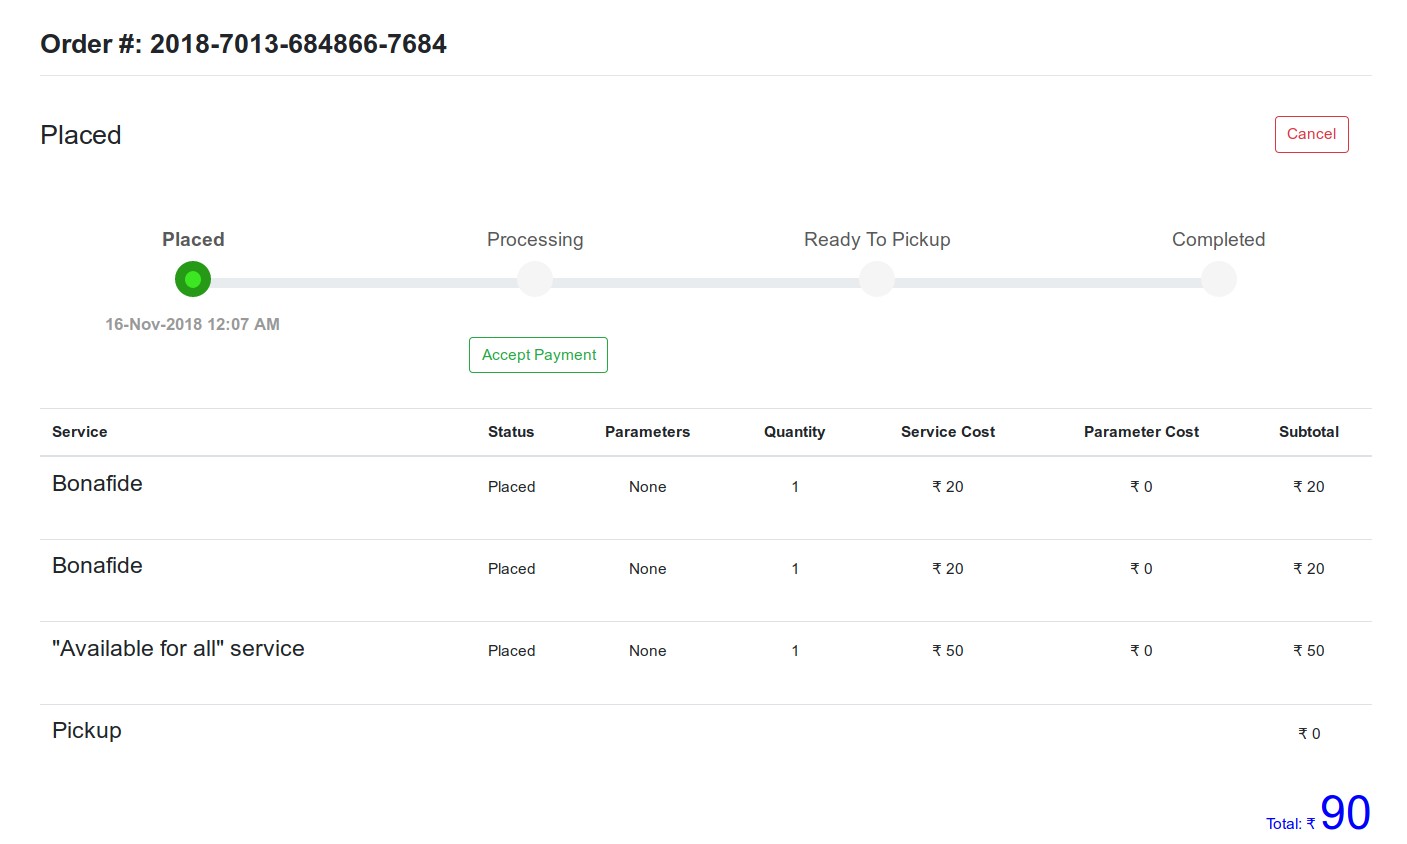 Order #: 2018-7013-684866-7684
Placed
Cancel
Placed Processing Ready To Pickup Completed
16-Nov-2018 12:07 AM
Accept Payment
Service Status Parameters Quantity Service Cost Parameter Cost Subtotal
Bonafide Placed None 1 ₹ 20 ₹ 0 ₹ 20
Bonafide Placed None 1 ₹ 20 ₹ 0 ₹ 20
"Available for all" service Placed None 1 ₹ 50 ₹ 0 ₹ 50
Pickup ₹ 0
Total: ₹ 90